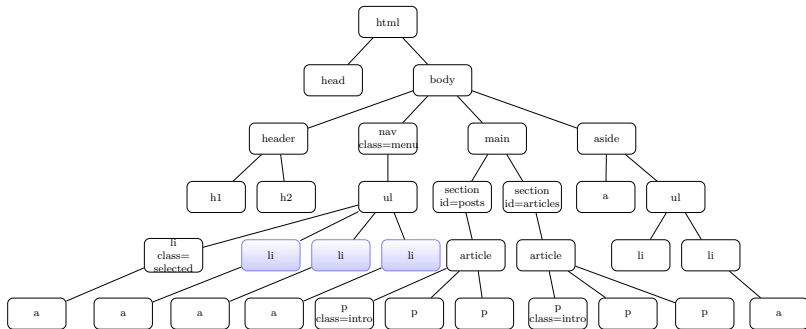 html
head
body
header
nav
class=menu
main
aside
h1
h2
ul
section
id=posts
section
id=articles
a
ul
li
class=
selected
li
li
li
article
article
li
li
a
a
a
a
p
class=intro
p
p
p
class=intro
p
p
a